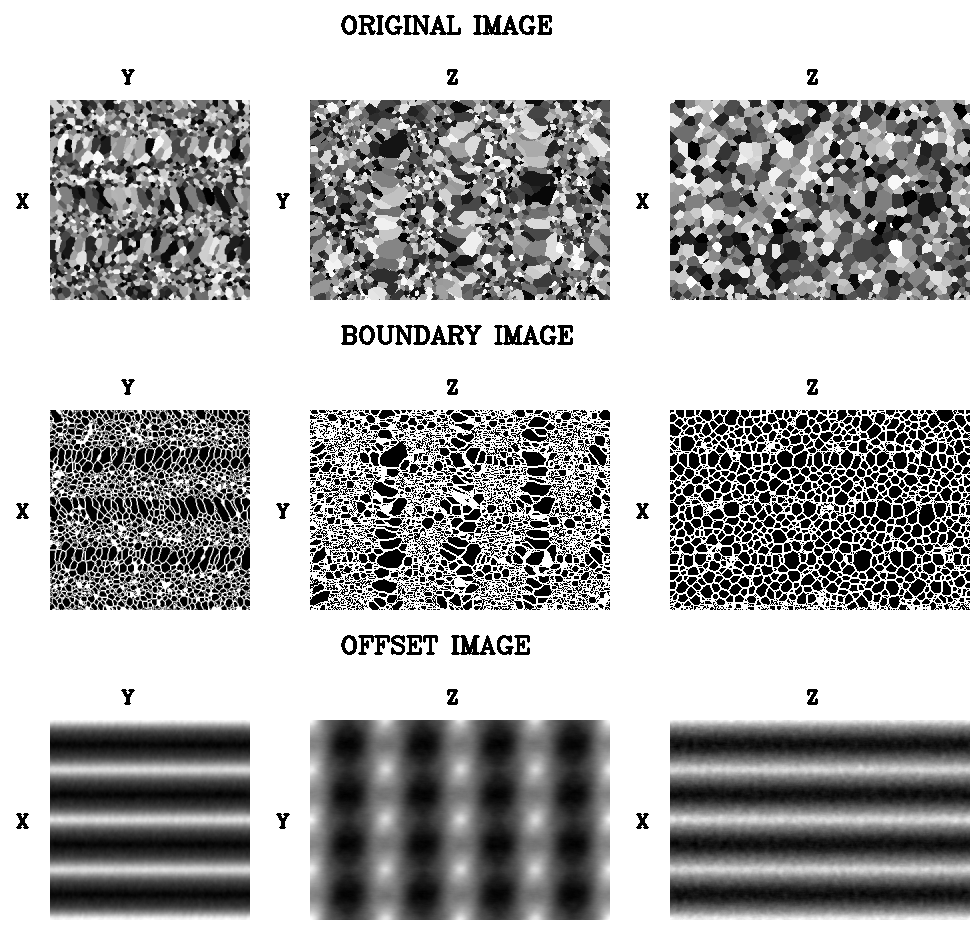 ORIGINAL IMAGE
Y Z Z
X Y X
BOUNDARY IMAGE
Y Z Z
X Y X
OFFSET IMAGE
Y Z Z
X Y X